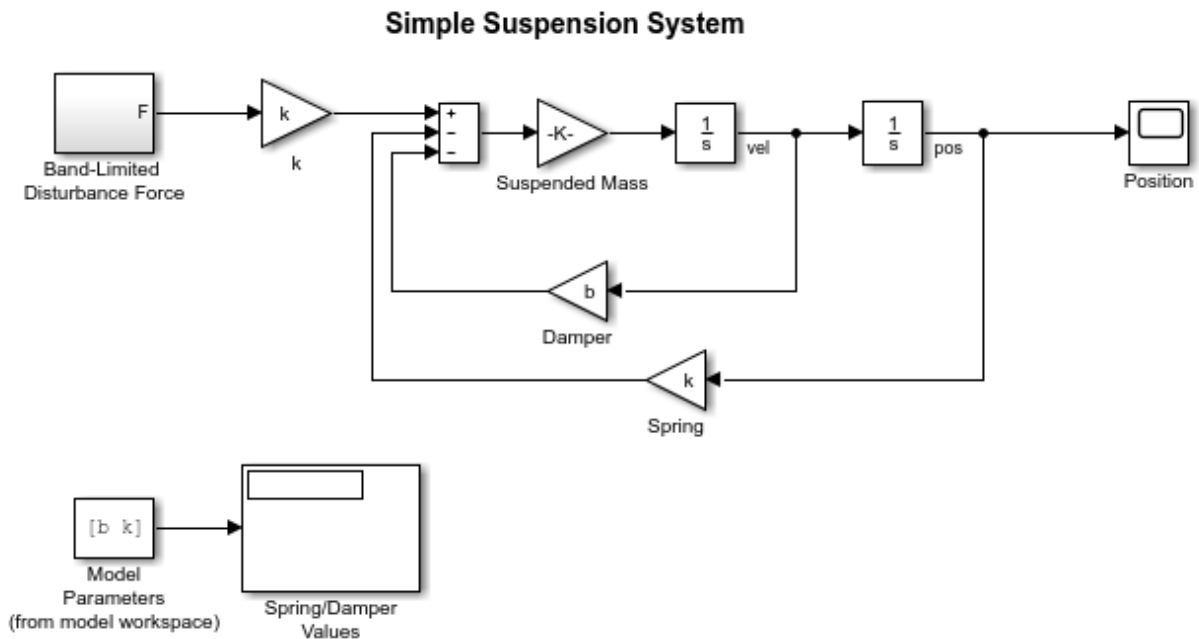 Simple Suspension System
F
Band-Limited
Disturbance Force
k
k
+
−
−
-K-
Suspended Mass
1
s
vel
1
s
pos
Position
b
Damper
k
Spring
[b k]
Model
Parameters
(from model workspace)
Spring/Damper
Values